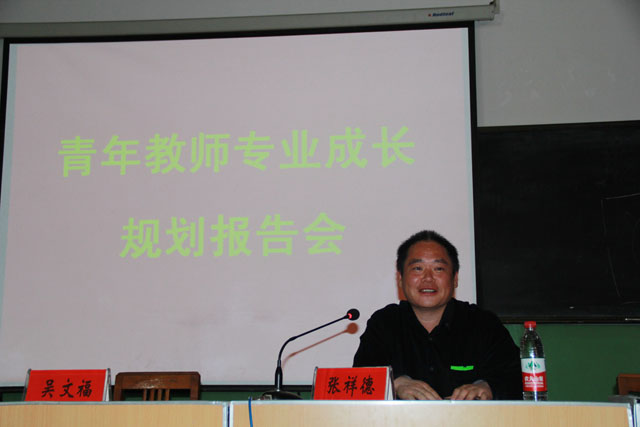 Redleaf
青年教师专业成长
规划报告会
吴文福
张祥德